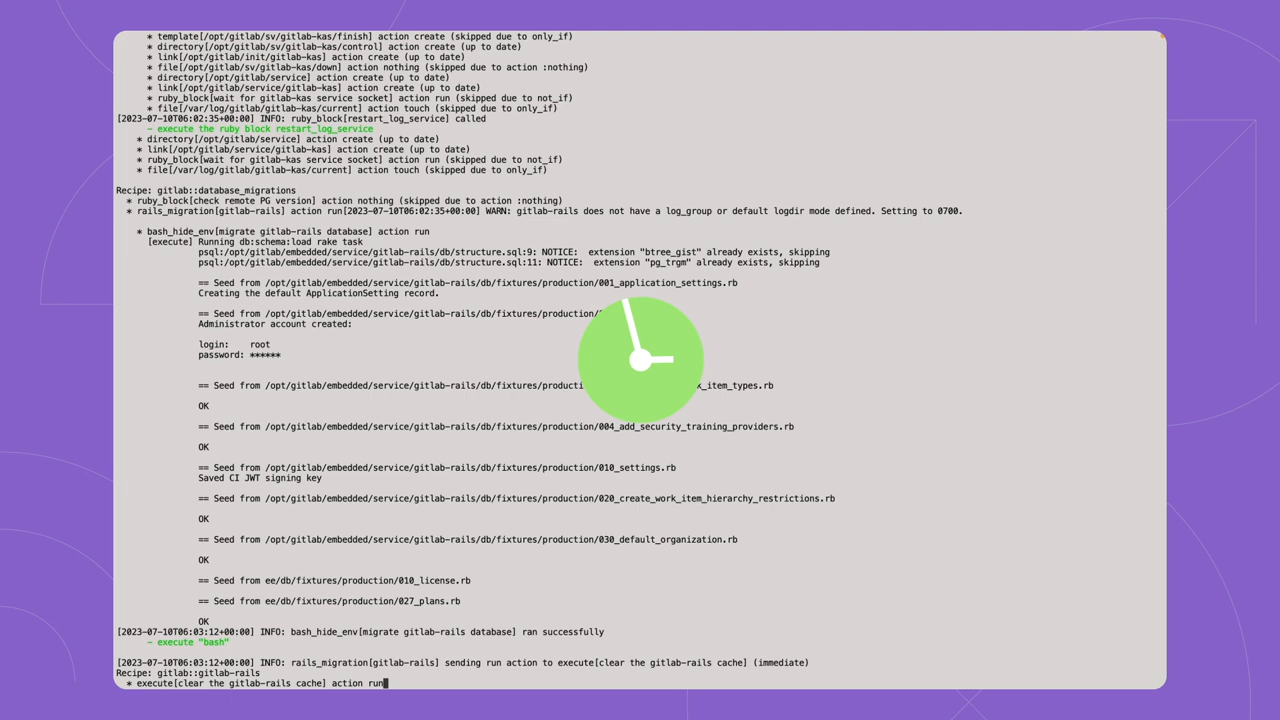 * template[/opt/gitlab/sv/gitlab-kas/finish] action create (skipped due to only_if)
* directory[/opt/gitlab/sv/gitlab-kas/control] action create (up to date)
* link[/opt/gitlab/init/gitlab-kas] action create (up to date)
* file[/opt/gitlab/sv/gitlab-kas/down] action nothing (skipped due to action :nothing)
* directory[/opt/gitlab/service] action create (up to date)
* link[/opt/gitlab/service/gitlab-kas] action create (up to date)
* ruby_block[wait for gitlab-kas service socket] action run (skipped due to not_if)
* file[/var/log/gitlab/gitlab-kas/current] action touch (skipped due to only_if)
[2023-07-10T06:02:35+00:00] INFO: ruby_block[restart_log_service] called
- execute the ruby block restart_log_service
* directory[/opt/gitlab/service] action create (up to date)
* link[/opt/gitlab/service/gitlab-kas] action create (up to date)
* ruby_block[wait for gitlab-kas service socket] action run (skipped due to not_if)
* file[/var/log/gitlab/gitlab-kas/current] action touch (skipped due to only_if)
Recipe: gitlab::database_migrations
* ruby_block[check remote PG version] action nothing (skipped due to action :nothing)
* rails_migration[gitlab-rails] action run[2023-07-10T06:02:35+00:00] WARN: gitlab-rails does not have a log_group or default logdir mode defined. Setting to 0700.
* bash_hide_env[migrate gitlab-rails database] action run
[execute] Running db:schema:load rake task
psql:/opt/gitlab/embedded/service/gitlab-rails/db/structure.sql:9: NOTICE:  extension "btree_gist" already exists, skipping
psql:/opt/gitlab/embedded/service/gitlab-rails/db/structure.sql:11: NOTICE:  extension "pg_trgm" already exists, skipping
== Seed from /opt/gitlab/embedded/service/gitlab-rails/db/fixtures/production/001_application_settings.rb
Creating the default ApplicationSetting record.
== Seed from /opt/gitlab/embedded/service/gitlab-rails/db/fixtures/production/
Administrator account created:
login:    root
password: ******
== Seed from /opt/gitlab/embedded/service/gitlab-rails/db/fixtures/producti _item_types.rb
OK
== Seed from /opt/gitlab/embedded/service/gitlab-rails/db/fixtures/production/004_add_security_training_providers.rb
OK
== Seed from /opt/gitlab/embedded/service/gitlab-rails/db/fixtures/production/010_settings.rb
Saved CI JWT signing key
== Seed from /opt/gitlab/embedded/service/gitlab-rails/db/fixtures/production/020_create_work_item_hierarchy_restrictions.rb
OK
== Seed from /opt/gitlab/embedded/service/gitlab-rails/db/fixtures/production/030_default_organization.rb
OK
== Seed from ee/db/fixtures/production/010_license.rb
== Seed from ee/db/fixtures/production/027_plans.rb
OK
[2023-07-10T06:03:12+00:00] INFO: bash_hide_env[migrate gitlab-rails database] ran successfully
- execute "bash"
[2023-07-10T06:03:12+00:00] INFO: rails_migration[gitlab-rails] sending run action to execute[clear the gitlab-rails cache] (immediate)
Recipe: gitlab::gitlab-rails
* execute[clear the gitlab-rails cache] action run